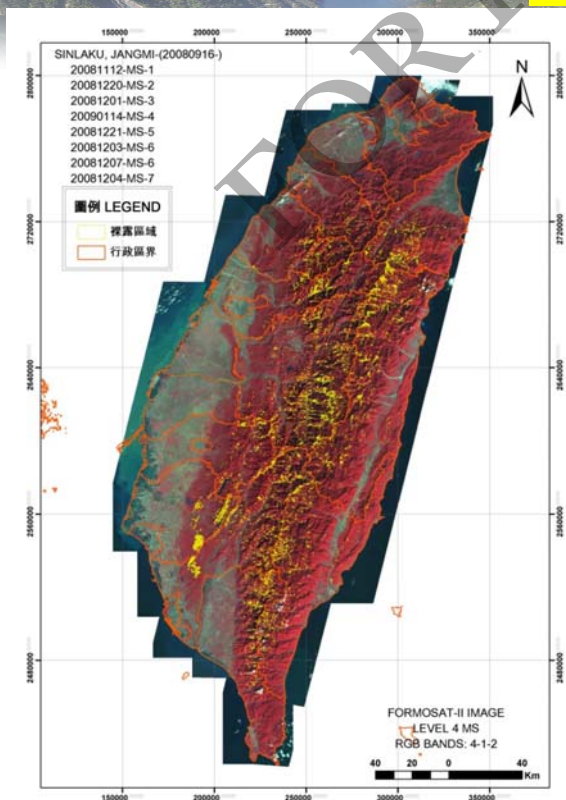 150000 200000 250000 300000 350000
SINLAKU, JANGMI-(20080916-)
20081112-MS-1
20081220-MS-2
20081201-MS-3
20090114-MS-4
20081221-MS-5
20081203-MS-6
20081207-MS-6
20081204-MS-7
圖例 LEGEND
裸露區域
行政區界
N
2800000 2800000
2720000 2720000
2640000 2640000
2560000 2560000
2480000 2480000
FORMOSAT-II IMAGE
LEVEL 4 MS
RGB BANDS: 4-1-2
40 20 0 40
Km
150000 200000 250000 300000 350000